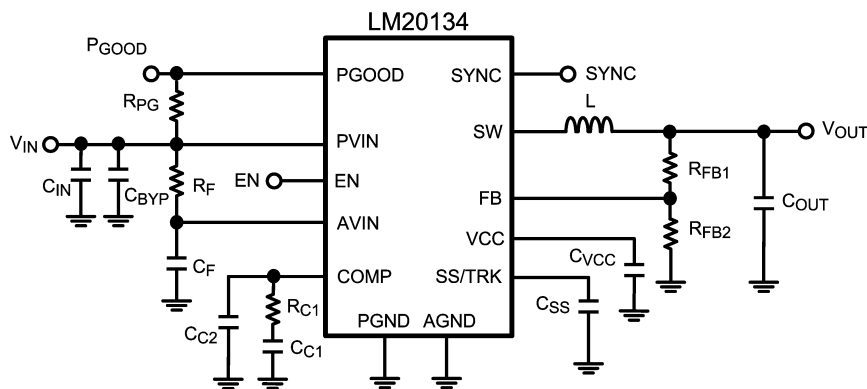 LM20134
PGOOD
PGOOD
SYNC
SYNC
RPG
L
VIN
PVIN
SW
VOUT
CIN
CBYP
RF
EN
EN
RFB1
FB
COUT
AVIN
RFB2
VCC
CVCC
CF
COMP
SS/TRK
RC1
CSS
CC2
PGND
AGND
CC1